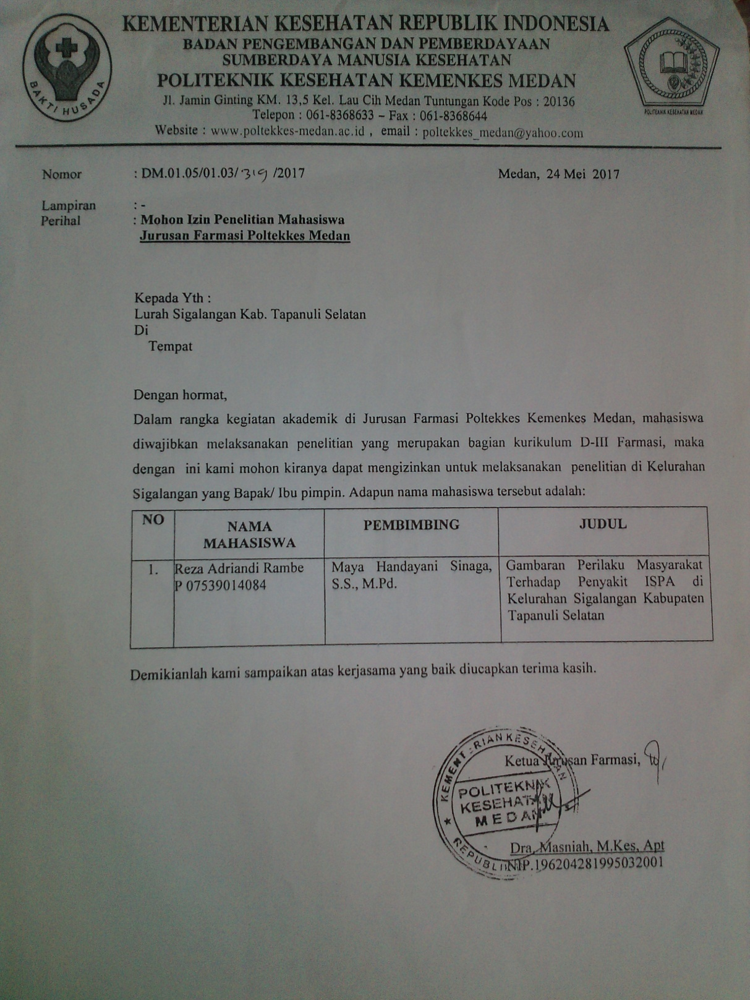 KEMENTERIAN KESEHATAN REPUBLIK INDONESIA
BADAN PENGEMBANGAN DAN PEMBERDAYAAN
SUMBERDAYA MANUSIA KESEHATAN
POLITEKNIK KESEHATAN KEMENKES MEDAN
Jl. Jamin Ginting KM. 13,5 Kel. Lau Cih Medan Tuntungan Kode Pos : 20136
Telepon : 061-8368633 – Fax : 061-8368644
Website : www.poltekkes-medan.ac.id , email : poltekkes_medan@yahoo.com
BAKTI HUSADA
POLITEKNIK KESEHATAN MEDAN
Nomor : DM.01.05/01.03/ 319 /2017 Medan, 24 Mei 2017
Lampiran : -
Perihal : Mohon Izin Penelitian Mahasiswa
Jurusan Farmasi Poltekkes Medan
Kepada Yth :
Lurah Sigalangan Kab. Tapanuli Selatan
Di
Tempat
Dengan hormat,
Dalam rangka kegiatan akademik di Jurusan Farmasi Poltekkes Kemenkes Medan, mahasiswa
diwajibkan melaksanakan penelitian yang merupakan bagian kurikulum D-III Farmasi, maka
dengan ini kami mohon kiranya dapat mengizinkan untuk melaksanakan penelitian di Kelurahan
Sigalangan yang Bapak/ Ibu pimpin. Adapun nama mahasiswa tersebut adalah:
NO
NAMA
MAHASISWA
PEMBIMBING
JUDUL
1.
Reza Adriandi Rambe
P 07539014084
Maya Handayani Sinaga,
S.S., M.Pd.
Gambaran Perilaku Masyarakat
Terhadap Penyakit ISPA di
Kelurahan Sigalangan Kabupaten
Tapanuli Selatan
Demikianlah kami sampaikan atas kerjasama yang baik diucapkan terima kasih.
Ketua Jurusan Farmasi,
KEMENTERIAN KESEHATAN
POLITEKNIK
KESEHATAN
MEDAN
REPUBLIK
Dra. Masniah, M.Kes, Apt
NIP.196204281995032001